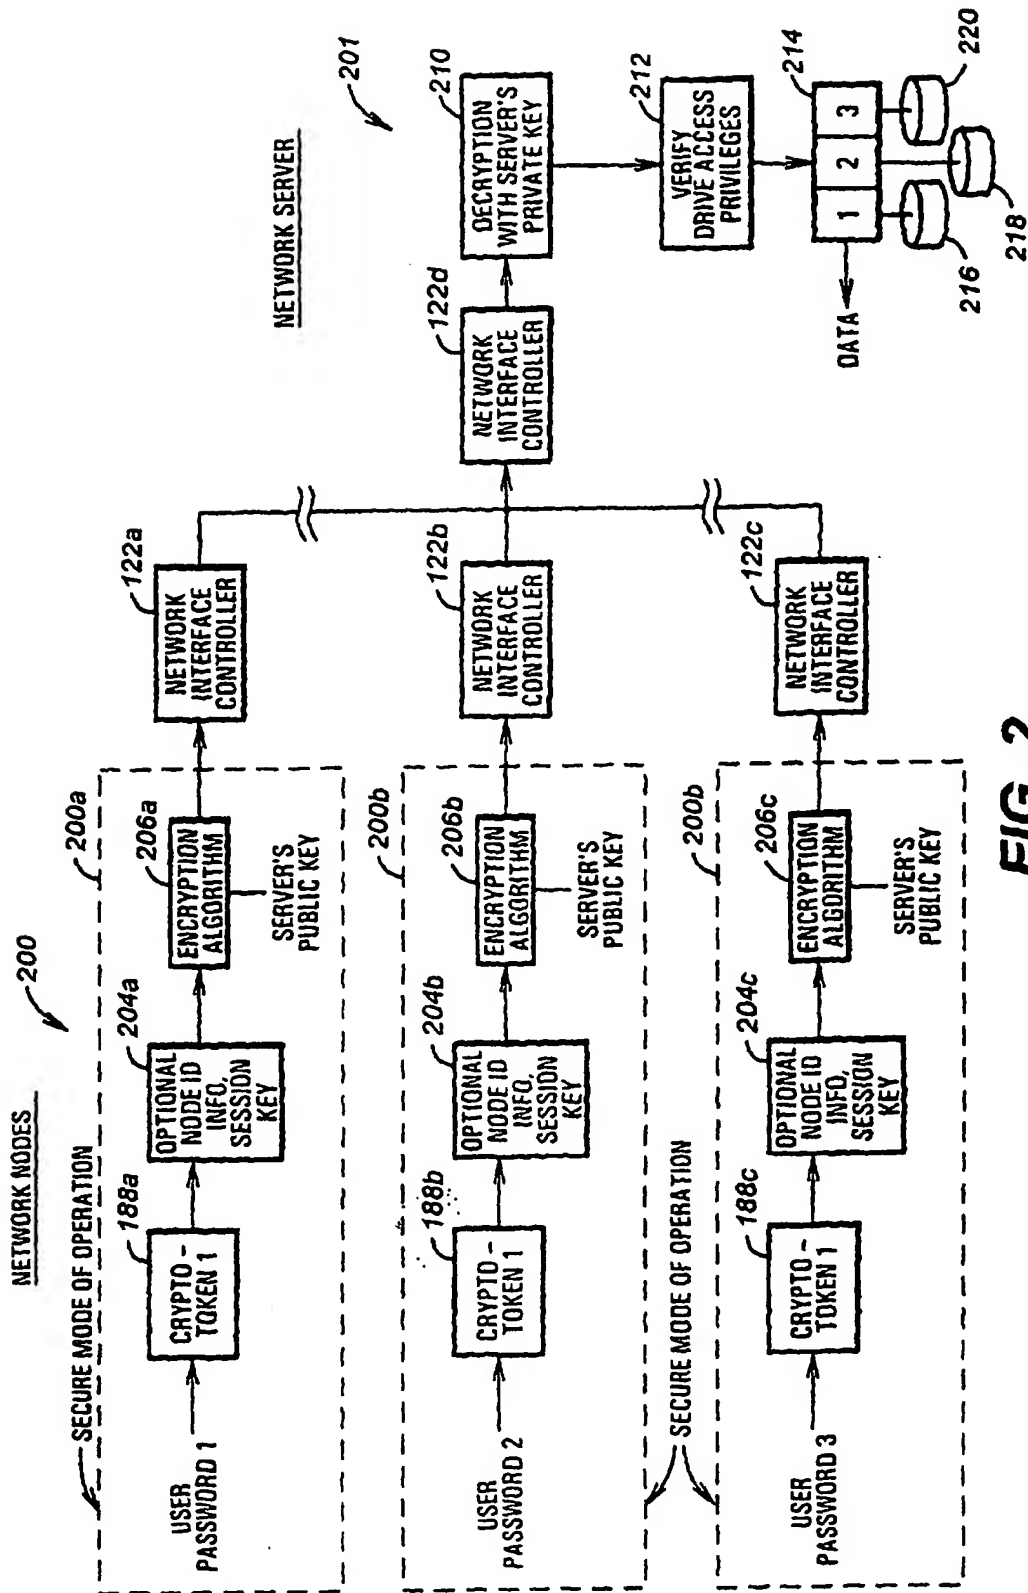 NETWORK NODES
200
SECURE MODE OF OPERATION
200a
USER
PASSWORD 1
188a
CRYPTO-
TOKEN 1
204a
OPTIONAL
NODE ID
INFO,
SESSION
KEY
206a
ENCRYPTION
ALGORITHM
SERVER'S
PUBLIC KEY
122a
NETWORK
INTERFACE
CONTROLLER
200b
USER
PASSWORD 2
188b
CRYPTO-
TOKEN 1
204b
OPTIONAL
NODE ID
INFO,
SESSION
KEY
206b
ENCRYPTION
ALGORITHM
SERVER'S
PUBLIC KEY
122b
NETWORK
INTERFACE
CONTROLLER
SECURE MODE OF OPERATION
200b
USER
PASSWORD 3
188c
CRYPTO-
TOKEN 1
204c
OPTIONAL
NODE ID
INFO,
SESSION
KEY
206c
ENCRYPTION
ALGORITHM
SERVER'S
PUBLIC KEY
122c
NETWORK
INTERFACE
CONTROLLER
NETWORK SERVER
201
122d
NETWORK
INTERFACE
CONTROLLER
210
DECRYPTION
WITH SERVER'S
PRIVATE KEY
212
VERIFY
DRIVE ACCESS
PRIVILEGES
214
1 2 3
DATA
216
218
220
FIG. 2